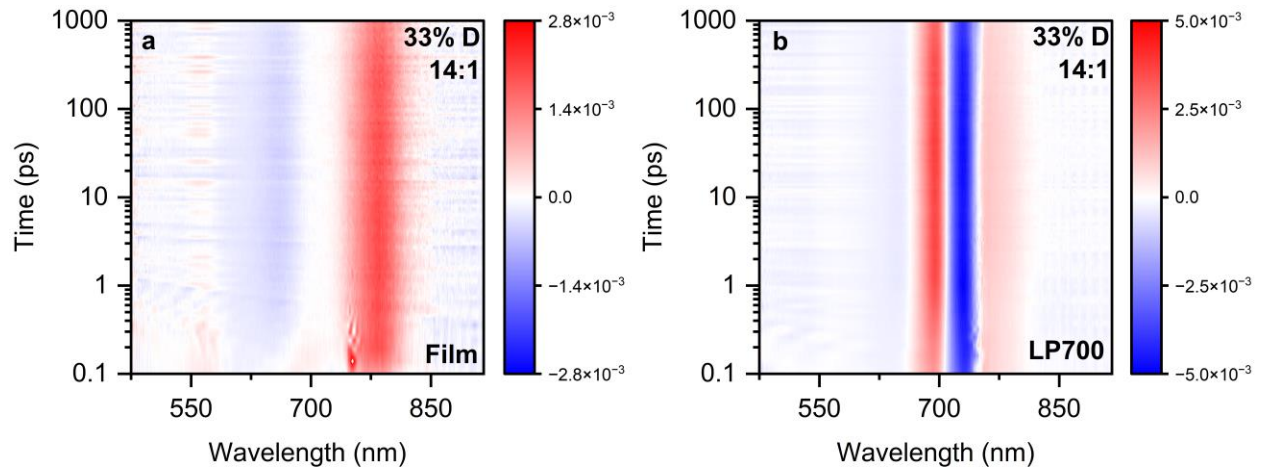 a
33% D
14:1
Film
1000
100
10
1
0.1
Time (ps)
550
700
850
Wavelength (nm)
2.8×10⁻³
1.4×10⁻³
0.0
−1.4×10⁻³
−2.8×10⁻³
b
33% D
14:1
LP700
1000
100
10
1
0.1
Time (ps)
550
700
850
Wavelength (nm)
5.0×10⁻³
2.5×10⁻³
0.0
−2.5×10⁻³
−5.0×10⁻³